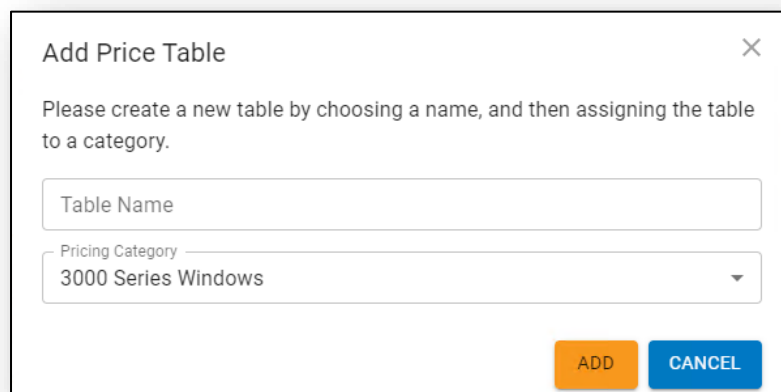 Add Price Table
Please create a new table by choosing a name, and then assigning the table
to a category.
Table Name
Pricing Category
3000 Series Windows
ADD CANCEL